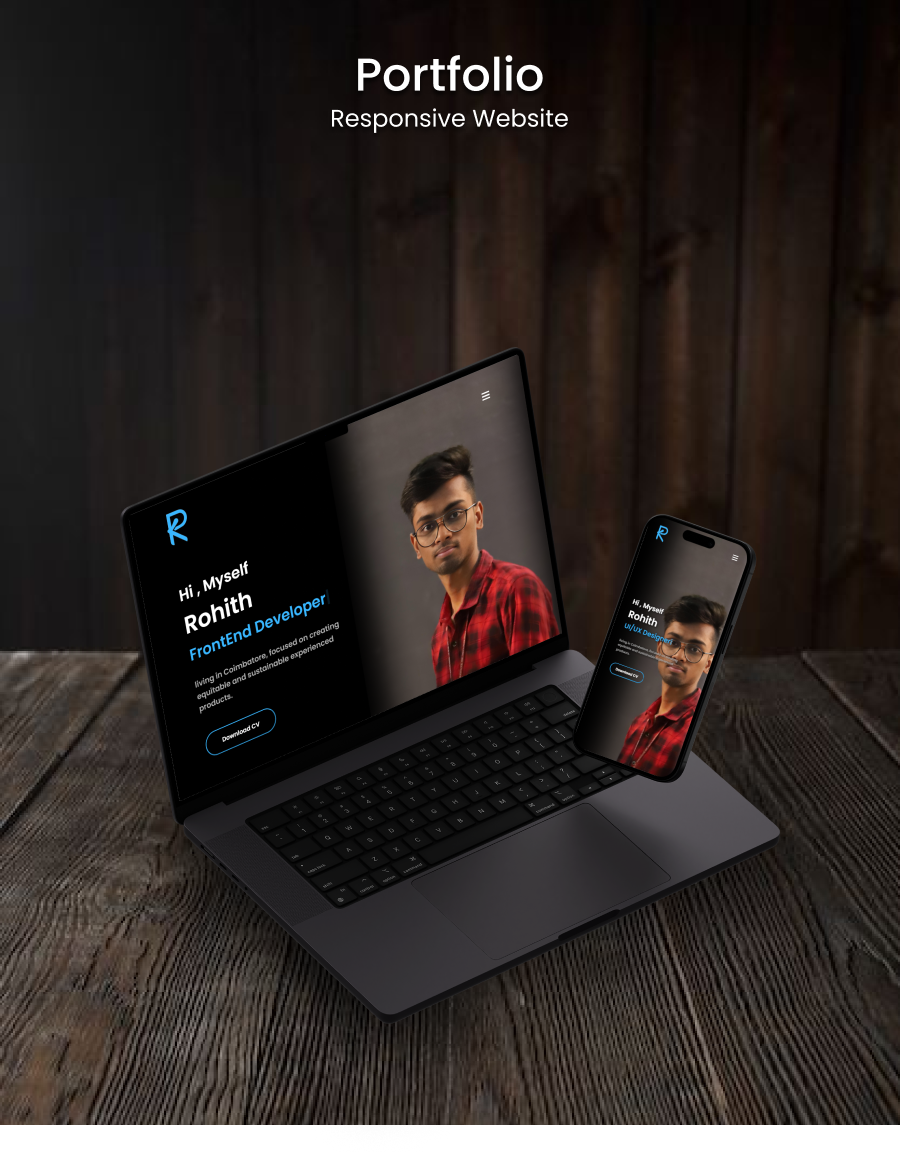 Portfolio
Responsive Website
Hi , Myself
Rohith
FrontEnd Developer
living in Coimbatore, focused on creating
equitable and sustainable experienced
products.
Download CV
Hi , Myself
Rohith
UI/UX Designer
Download CV